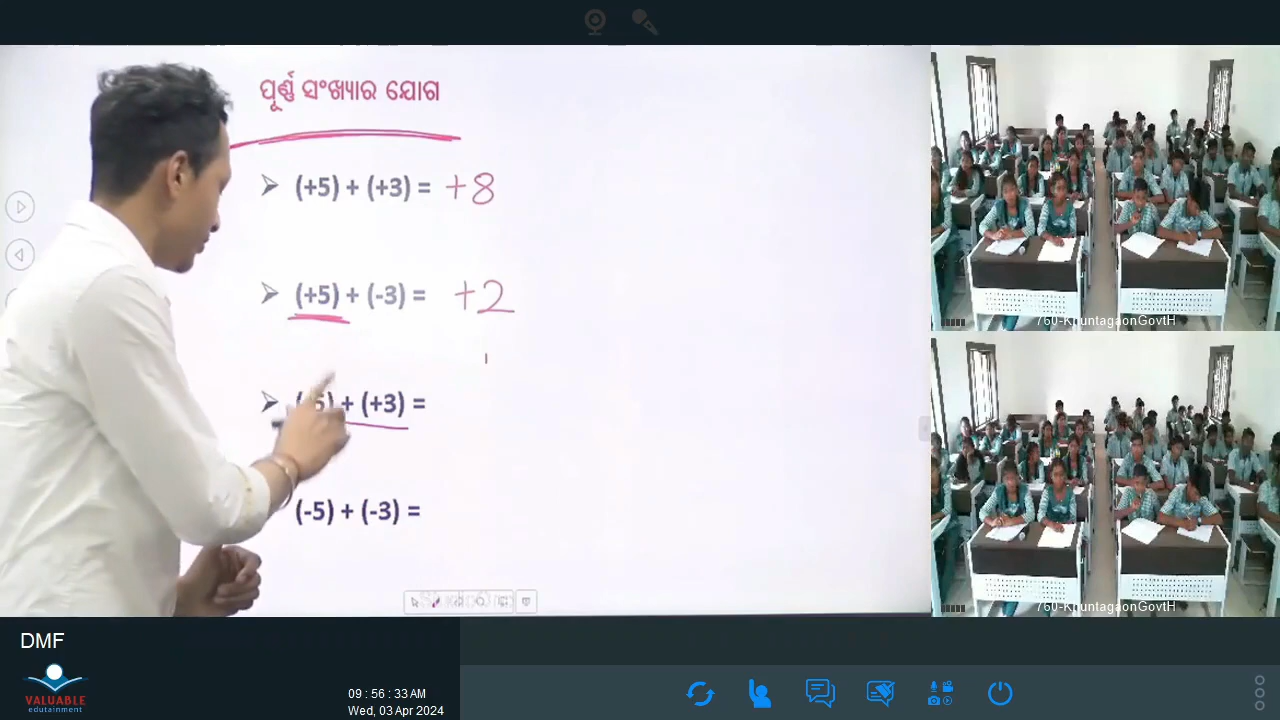 ପୂର୍ଣ୍ଣ ସଂଖ୍ୟାର ଯୋଗ
(+5) + (+3) = +8
(+5) + (-3) = +2
(-5) + (+3) =
(-5) + (-3) =
760-KhuntagaonGovtH
760-KhuntagaonGovtH
DMF
VALUABLE
edutainment
09 : 56 : 33 AM
Wed, 03 Apr 2024